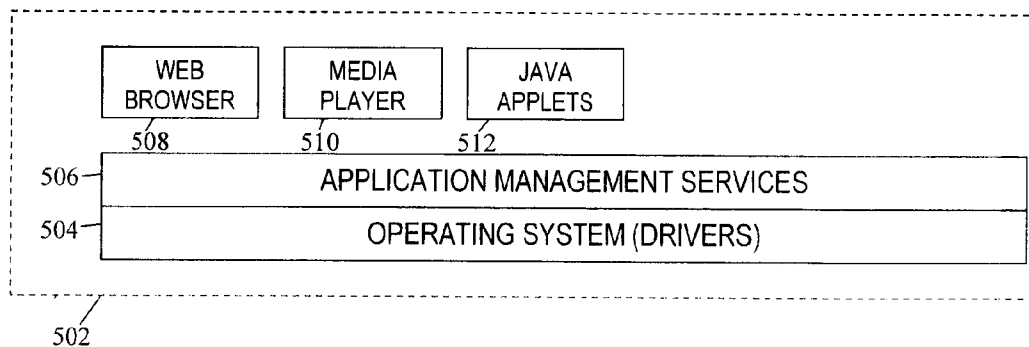 WEB
BROWSER
MEDIA
PLAYER
JAVA
APPLETS
508
510
512
506
APPLICATION MANAGEMENT SERVICES
504
OPERATING SYSTEM (DRIVERS)
502